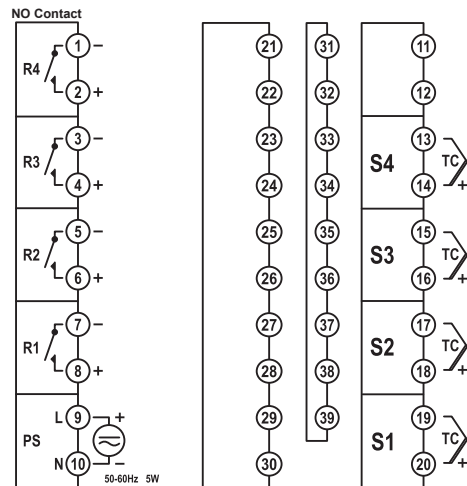 NO Contact
1 − 21 31 11
R4
2 + 22 32 12
3 − 23 33 13
R3 S4 TC
4 + 24 34 14 +
5 − 25 35 15
R2 S3 TC
6 + 26 36 16 +
7 − 27 37 17
R1 S2 TC
8 + 28 38 18 +
L 9 + 29 39 19
PS S1 TC
N 10 − 30 20 +
50-60Hz 5W